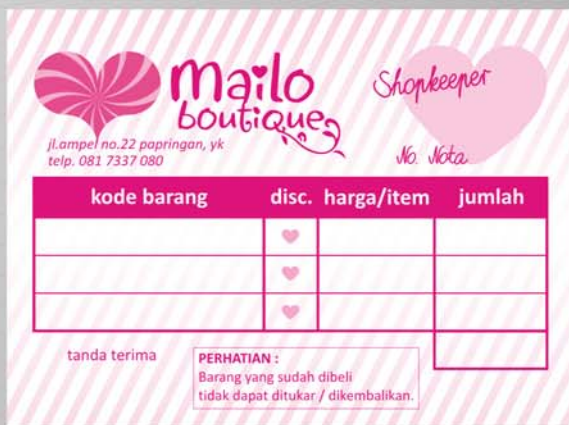 Mailo
boutique
jl.ampel no.22 papringan, yk
telp. 081 7337 080
Shopkeeper
No. Nota
kode barang disc. harga/item jumlah
tanda terima
PERHATIAN :
Barang yang sudah dibeli
tidak dapat ditukar / dikembalikan.